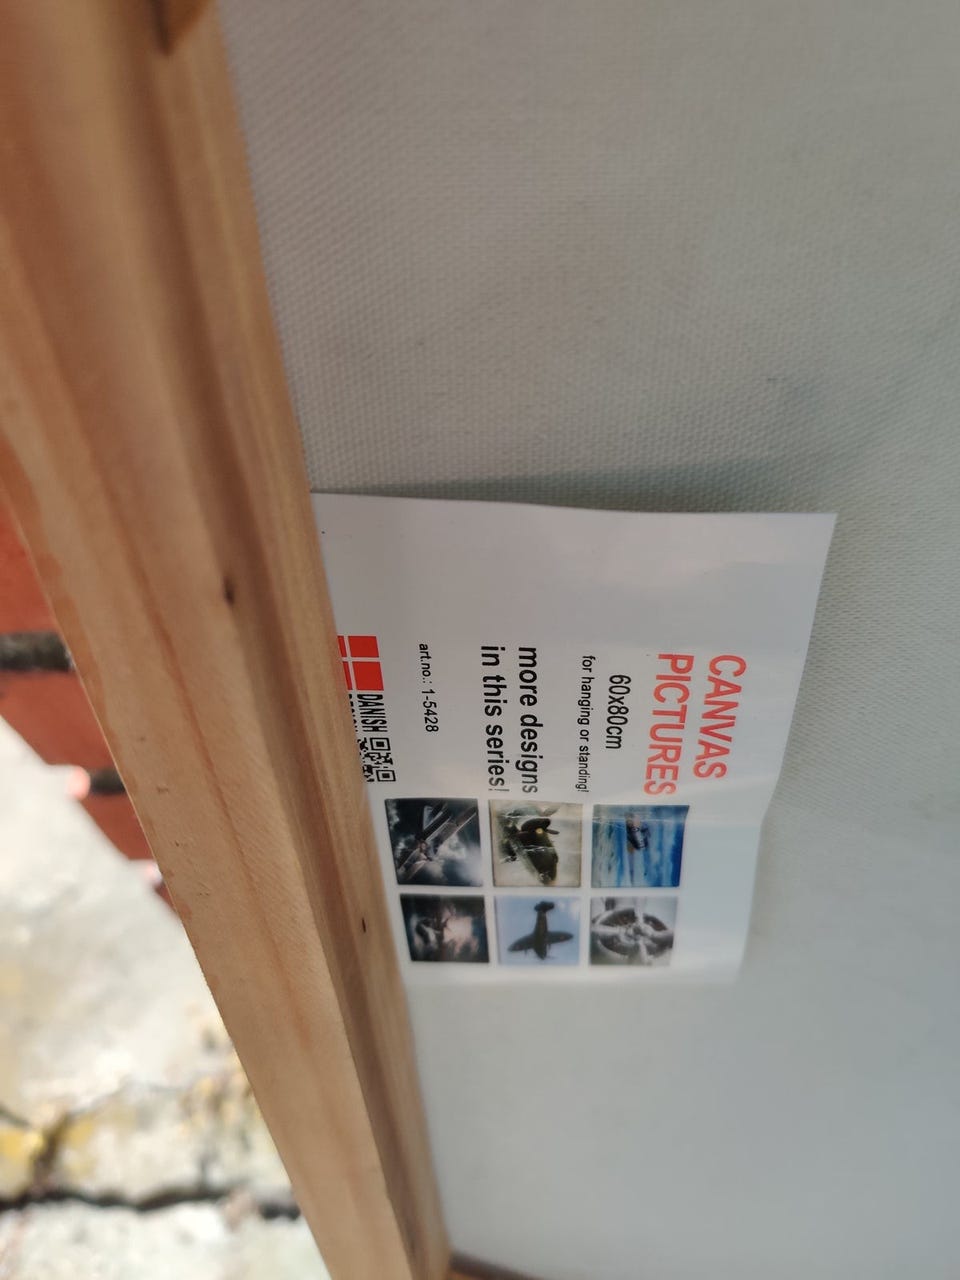 CANVAS
PICTURES
60x80cm
for hanging or standing!
more designs
in this series!
art.no.: 1-5428
DANISH